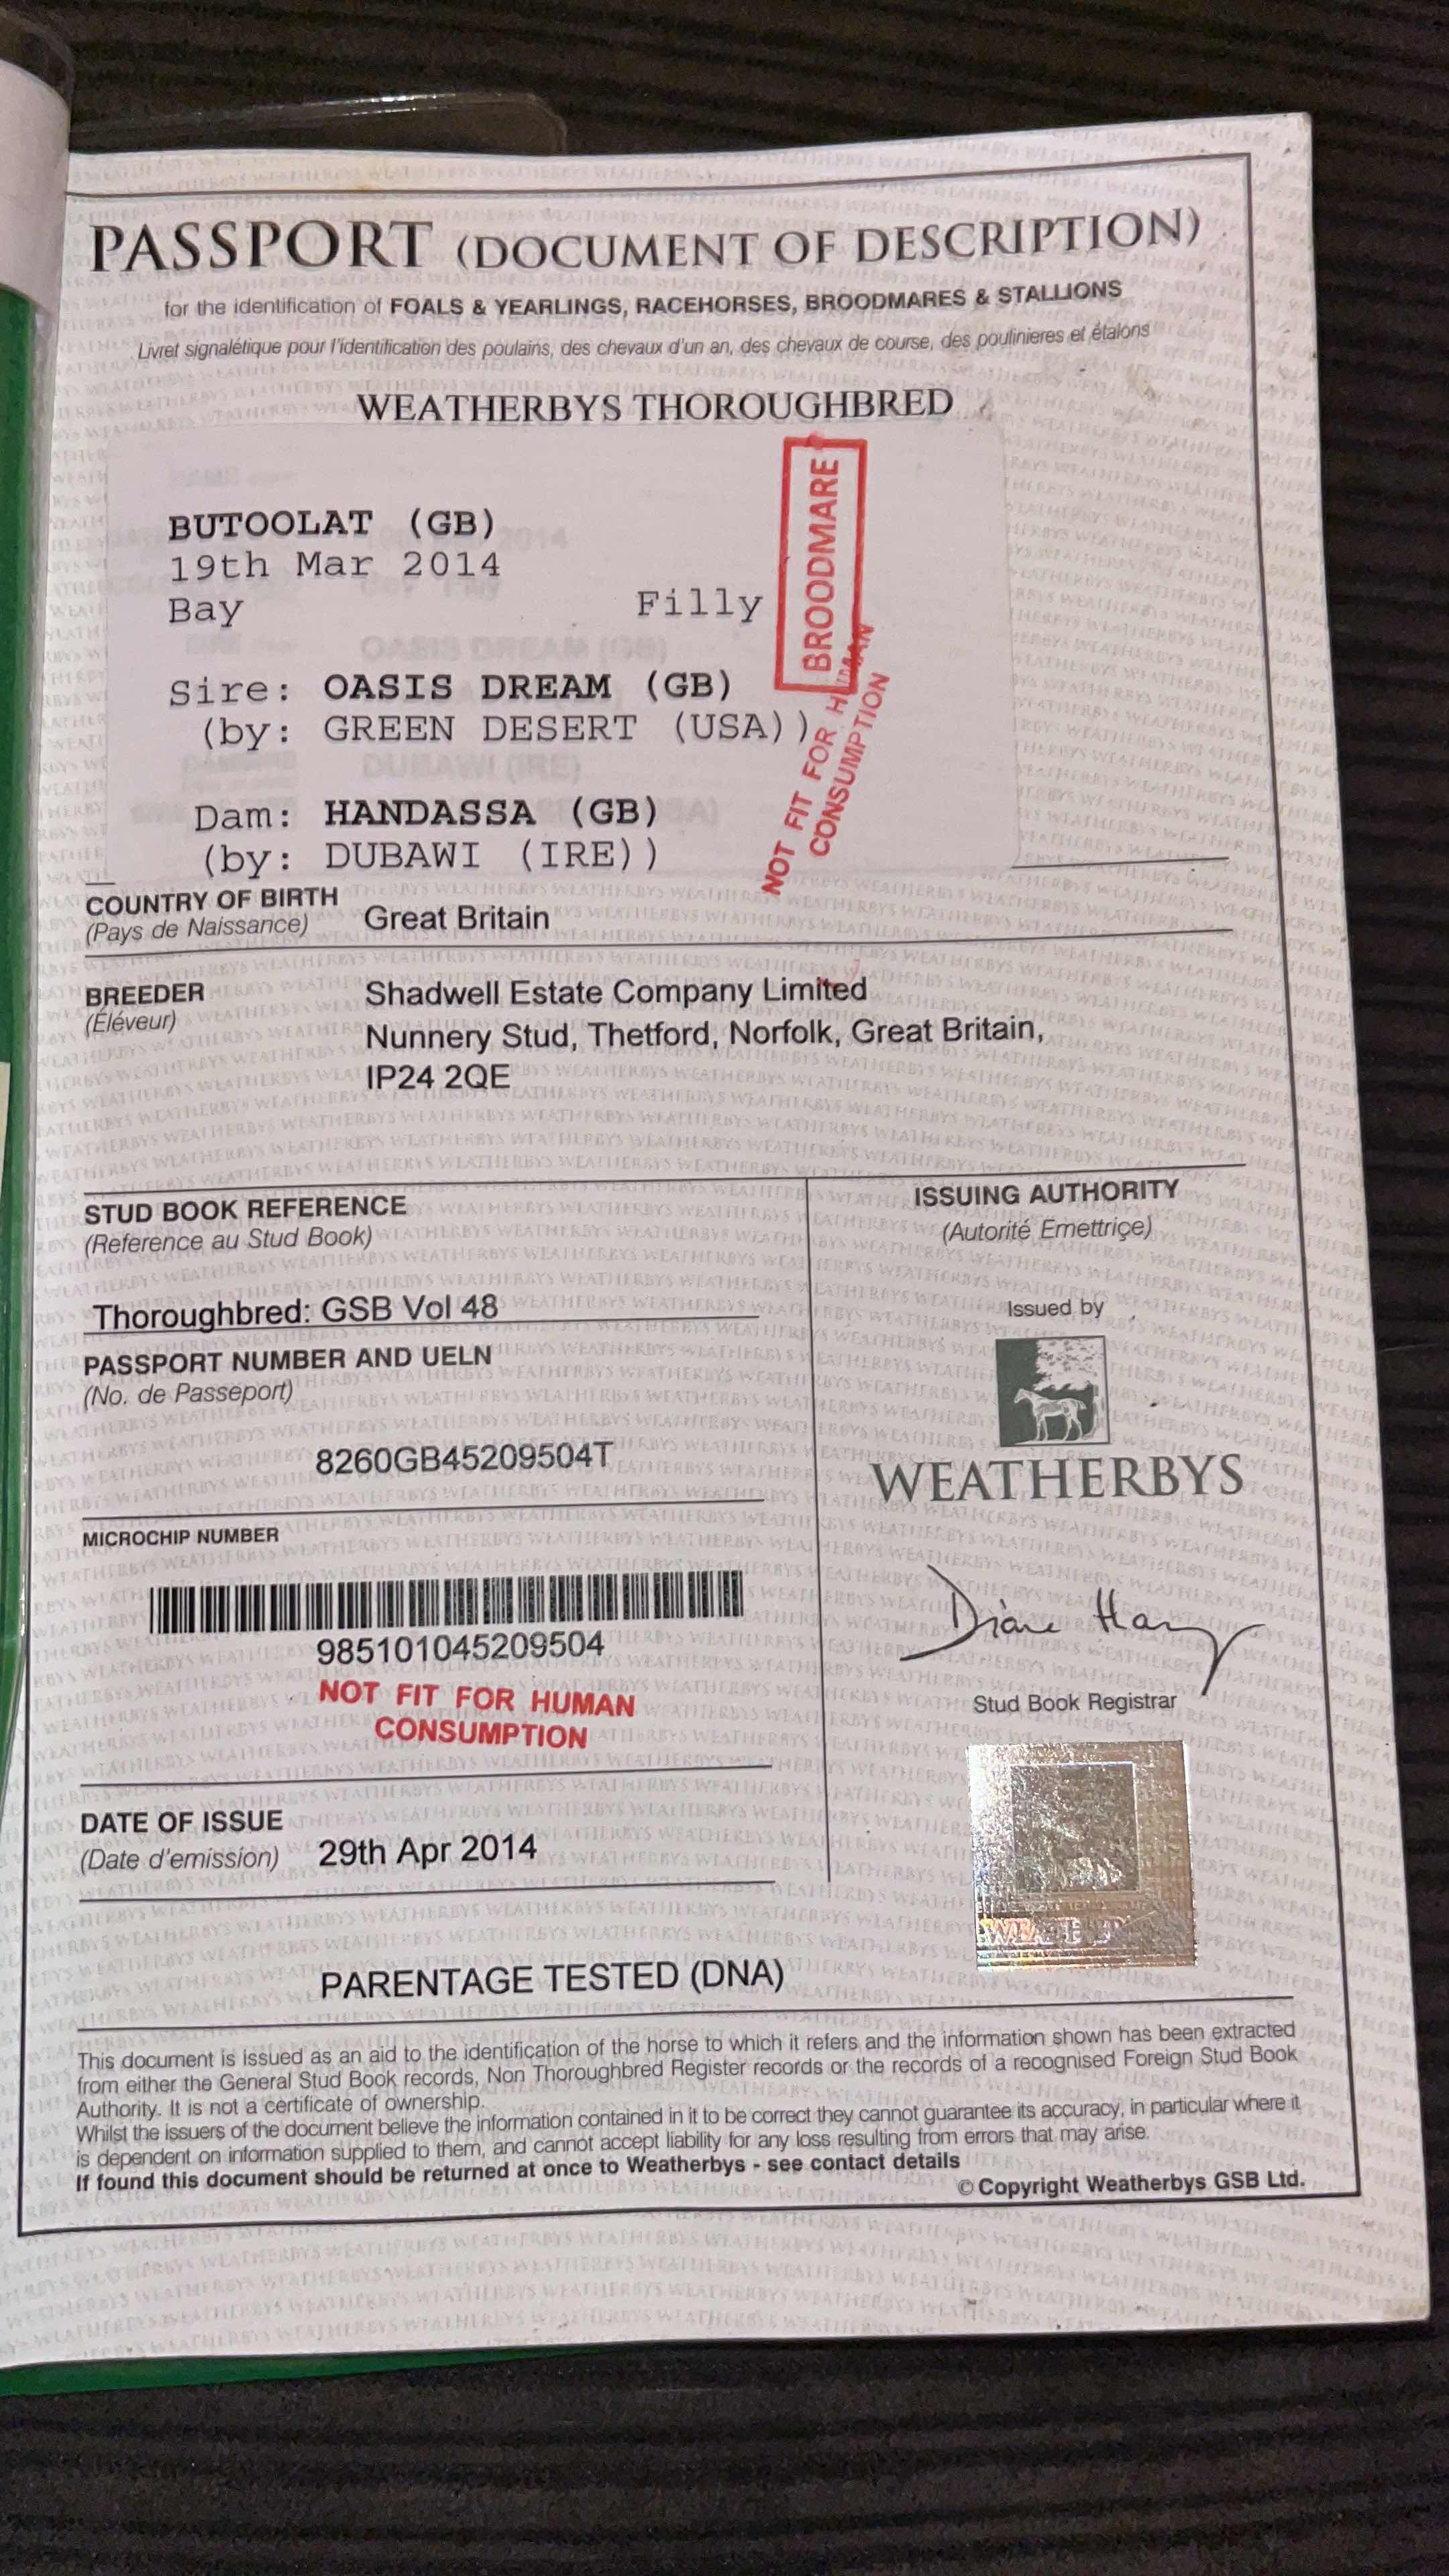 PASSPORT (DOCUMENT OF DESCRIPTION)
for the identification of FOALS & YEARLINGS, RACEHORSES, BROODMARES & STALLIONS
Livret signalétique pour l'identification des poulains, des chevaux d'un an, des chevaux de course, des poulinieres et étalons
WEATHERBYS THOROUGHBRED
BROODMARE
BUTOOLAT (GB)
19th Mar 2014
Bay Filly
Sire: OASIS DREAM (GB)
(by: GREEN DESERT (USA))
NOT FIT FOR HUMAN
CONSUMPTION
Dam: HANDASSA (GB)
(by: DUBAWI (IRE))
COUNTRY OF BIRTH
(Pays de Naissance)
Great Britain
BREEDER
(Éléveur)
Shadwell Estate Company Limited
Nunnery Stud, Thetford, Norfolk, Great Britain,
IP24 2QE
STUD BOOK REFERENCE
(Reference au Stud Book)
Thoroughbred: GSB Vol 48
PASSPORT NUMBER AND UELN
(No. de Passeport)
8260GB45209504T
MICROCHIP NUMBER
985101045209504
NOT FIT FOR HUMAN
CONSUMPTION
DATE OF ISSUE
(Date d'emission)
29th Apr 2014
ISSUING AUTHORITY
(Autorité Emettriçe)
Issued by
WEATHERBYS
Stud Book Registrar
PARENTAGE TESTED (DNA)
This document is issued as an aid to the identification of the horse to which it refers and the information shown has been extracted
from either the General Stud Book records, Non Thoroughbred Register records or the records of a recognised Foreign Stud Book
Authority. It is not a certificate of ownership.
Whilst the issuers of the document believe the information contained in it to be correct they cannot guarantee its accuracy, in particular where it
is dependent on information supplied to them, and cannot accept liability for any loss resulting from errors that may arise.
If found this document should be returned at once to Weatherbys - see contact details
© Copyright Weatherbys GSB Ltd.